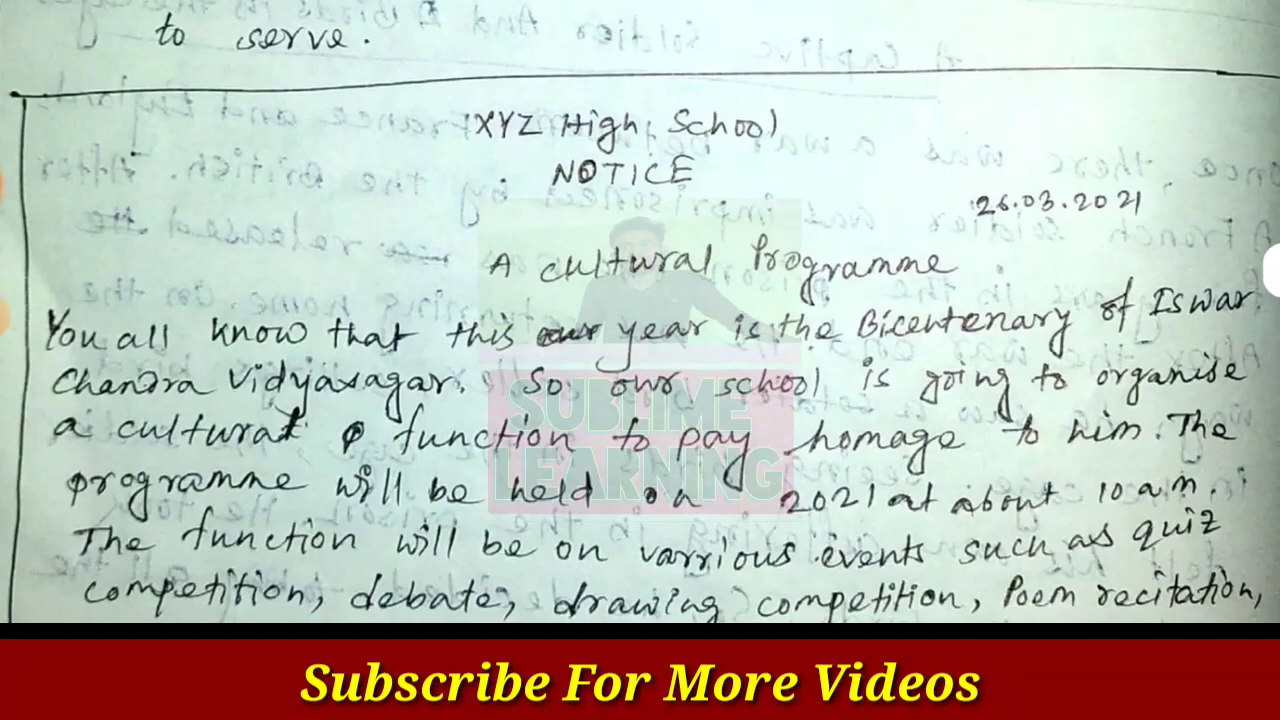 to serve.
XYZ High School
NOTICE
26.03.2021
A cultural Programme
You all know that this year is the Bicentenary of Iswar
Chandra Vidyasagar. So our school is going to organise
a cultural function to pay homage to him. The
programme will be held on 2021 at about 10 a.m.
The function will be on varrious events such as quiz
competition, debate, drawing competition, Poem recitation,
SUBLIME
LEARNING
Subscribe For More Videos